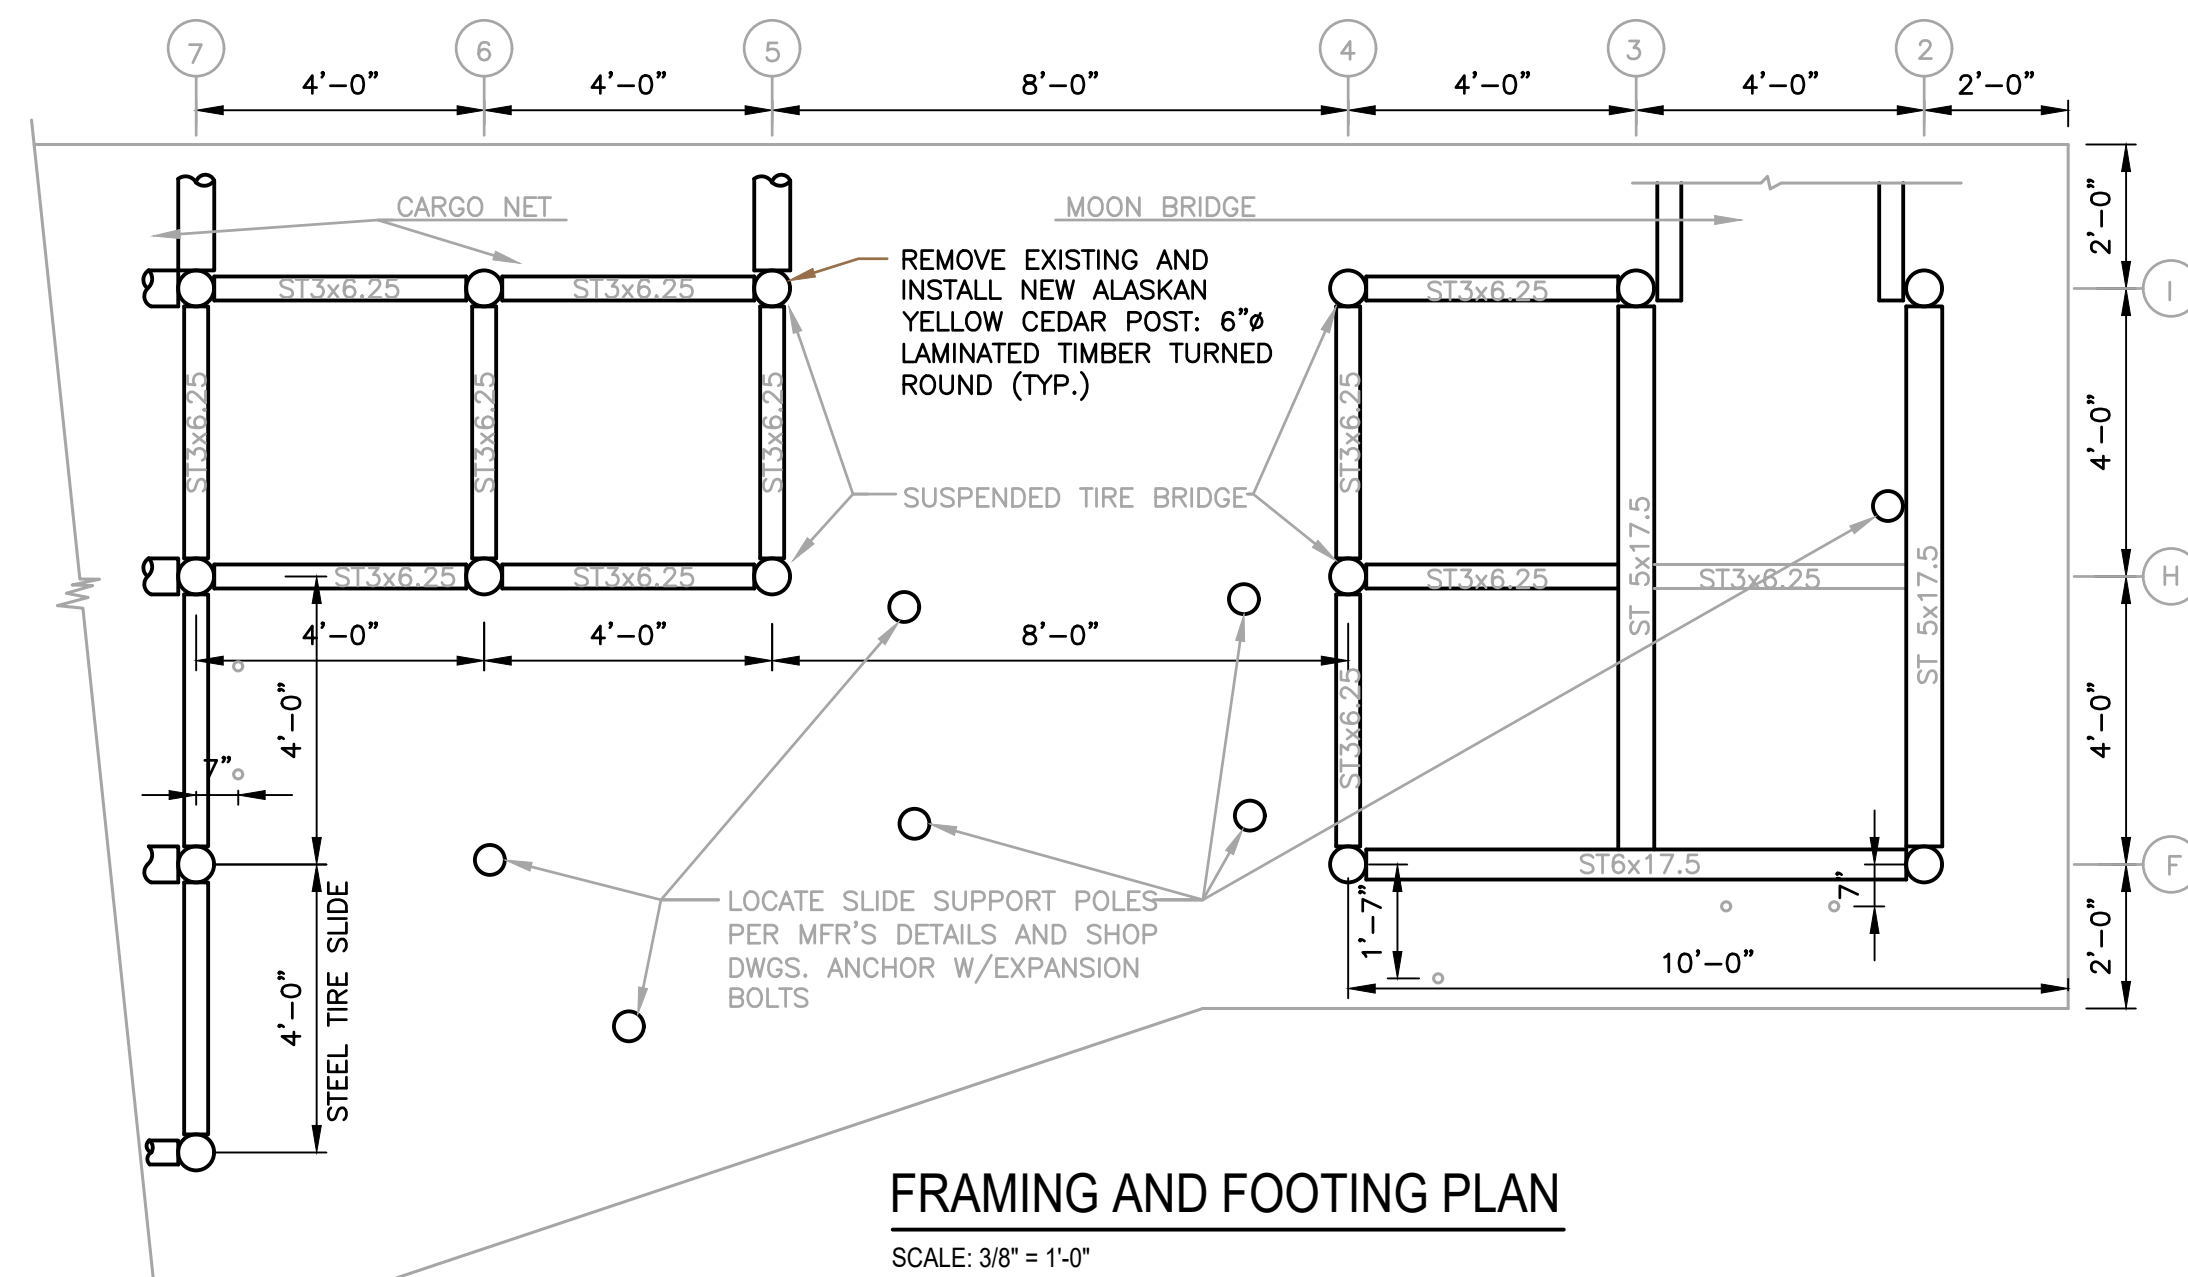 7 6 5 4 3 2
4'-0" 4'-0" 8'-0" 4'-0" 4'-0" 2'-0"
CARGO NET
MOON BRIDGE
2'-0"
REMOVE EXISTING AND
INSTALL NEW ALASKAN
YELLOW CEDAR POST: 6"ø
LAMINATED TIMBER TURNED
ROUND (TYP.)
ST3x6.25 ST3x6.25 ST3x6.25
I
ST3x6.25 ST3x6.25 ST3x6.25 ST3x6.25
4'-0"
SUSPENDED TIRE BRIDGE
ST 5x17.5
ST 5x17.5
ST3x6.25 ST3x6.25 ST3x6.25 ST3x6.25
H
4'-0" 4'-0" 8'-0"
4'-0"
ST3x6.25
4'-0"
7"
ST6x17.5
F
7"
LOCATE SLIDE SUPPORT POLES
PER MFR'S DETAILS AND SHOP
DWGS. ANCHOR W/EXPANSION
BOLTS
1'-7"
10'-0"
2'-0"
4'-0"
STEEL TIRE SLIDE
FRAMING AND FOOTING PLAN
SCALE: 3/8" = 1'-0"